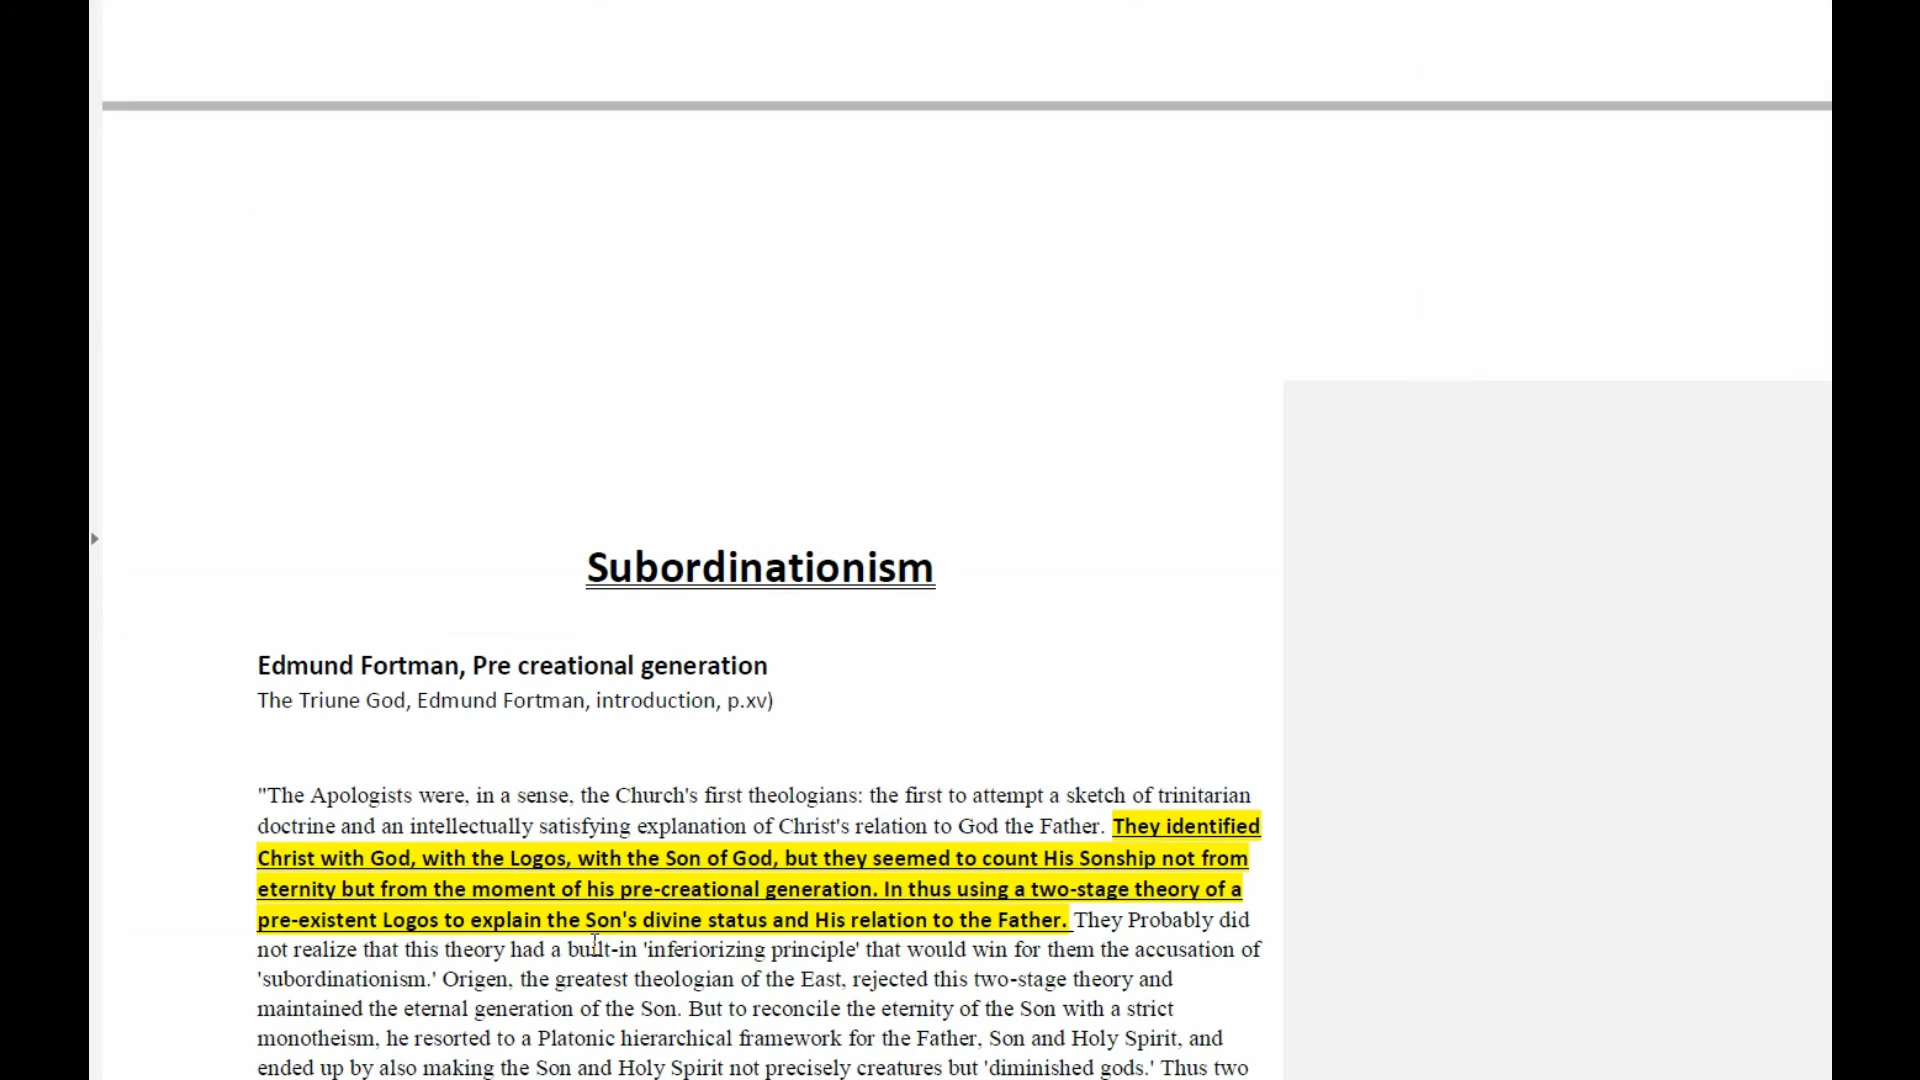 Subordinationism
Edmund Fortman, Pre creational generation
The Triune God, Edmund Fortman, introduction, p.xv)
"The Apologists were, in a sense, the Church's first theologians: the first to attempt a sketch of trinitarian
doctrine and an intellectually satisfying explanation of Christ's relation to God the Father. They identified
Christ with God, with the Logos, with the Son of God, but they seemed to count His Sonship not from
eternity but from the moment of his pre-creational generation. In thus using a two-stage theory of a
pre-existent Logos to explain the Son's divine status and His relation to the Father. They Probably did
not realize that this theory had a built-in 'inferiorizing principle' that would win for them the accusation of
'subordinationism.' Origen, the greatest theologian of the East, rejected this two-stage theory and
maintained the eternal generation of the Son. But to reconcile the eternity of the Son with a strict
monotheism, he resorted to a Platonic hierarchical framework for the Father, Son and Holy Spirit, and
ended up by also making the Son and Holy Spirit not precisely creatures but 'diminished gods.' Thus two